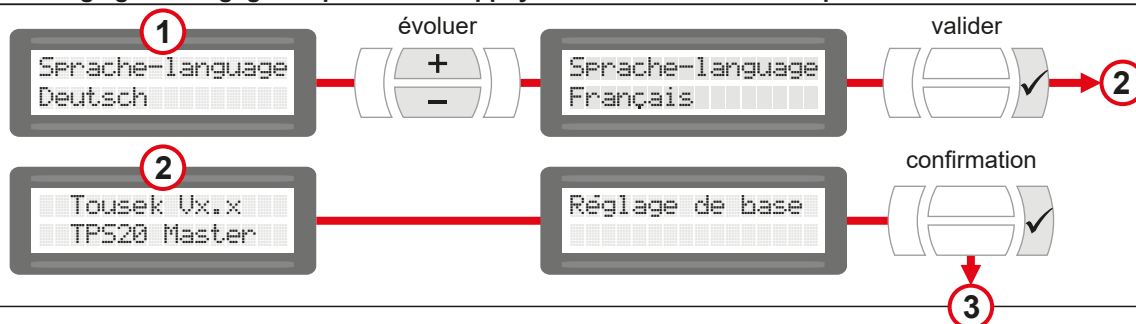 1
évoluer
valider
Sprache-language
Deutsch
+
−
Sprache-language
Français
✓
2
2
confirmation
Tousek Vx.x
TPS20 Master
Réglage de base
✓
3